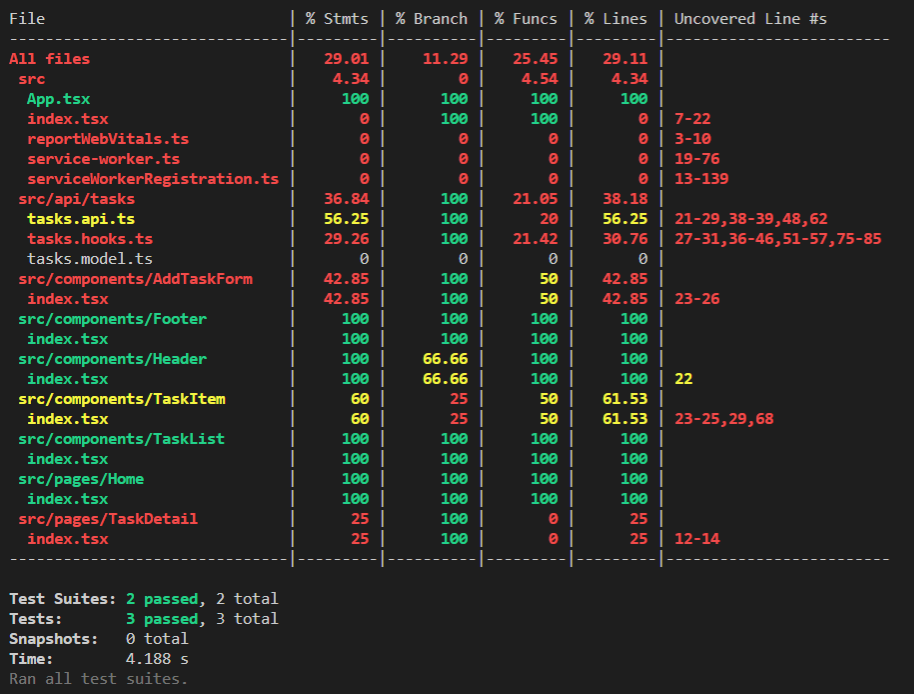 File                           | % Stmts | % Branch | % Funcs | % Lines | Uncovered Line #s
-------------------------------|---------|----------|---------|---------|-------------------------
All files                      |   29.01 |    11.29 |   25.45 |   29.11 |
 src                           |    4.34 |        0 |    4.54 |    4.34 |
  App.tsx                      |     100 |      100 |     100 |     100 |
  index.tsx                    |       0 |      100 |     100 |       0 | 7-22
  reportWebVitals.ts           |       0 |        0 |       0 |       0 | 3-10
  service-worker.ts            |       0 |        0 |       0 |       0 | 19-76
  serviceWorkerRegistration.ts |       0 |        0 |       0 |       0 | 13-139
 src/api/tasks                 |   36.84 |      100 |   21.05 |   38.18 |
  tasks.api.ts                 |   56.25 |      100 |      20 |   56.25 | 21-29,38-39,48,62
  tasks.hooks.ts               |   29.26 |      100 |   21.42 |   30.76 | 27-31,36-46,51-57,75-85
  tasks.model.ts               |       0 |        0 |       0 |       0 |
 src/components/AddTaskForm    |   42.85 |      100 |      50 |   42.85 |
  index.tsx                    |   42.85 |      100 |      50 |   42.85 | 23-26
 src/components/Footer         |     100 |      100 |     100 |     100 |
  index.tsx                    |     100 |      100 |     100 |     100 |
 src/components/Header         |     100 |    66.66 |     100 |     100 |
  index.tsx                    |     100 |    66.66 |     100 |     100 | 22
 src/components/TaskItem       |      60 |       25 |      50 |   61.53 |
  index.tsx                    |      60 |       25 |      50 |   61.53 | 23-25,29,68
 src/components/TaskList       |     100 |      100 |     100 |     100 |
  index.tsx                    |     100 |      100 |     100 |     100 |
 src/pages/Home                |     100 |      100 |     100 |     100 |
  index.tsx                    |     100 |      100 |     100 |     100 |
 src/pages/TaskDetail          |      25 |      100 |       0 |      25 |
  index.tsx                    |      25 |      100 |       0 |      25 | 12-14
-------------------------------|---------|----------|---------|---------|-------------------------
Test Suites: 2 passed, 2 total
Tests:       3 passed, 3 total
Snapshots:   0 total
Time:        4.188 s
Ran all test suites.